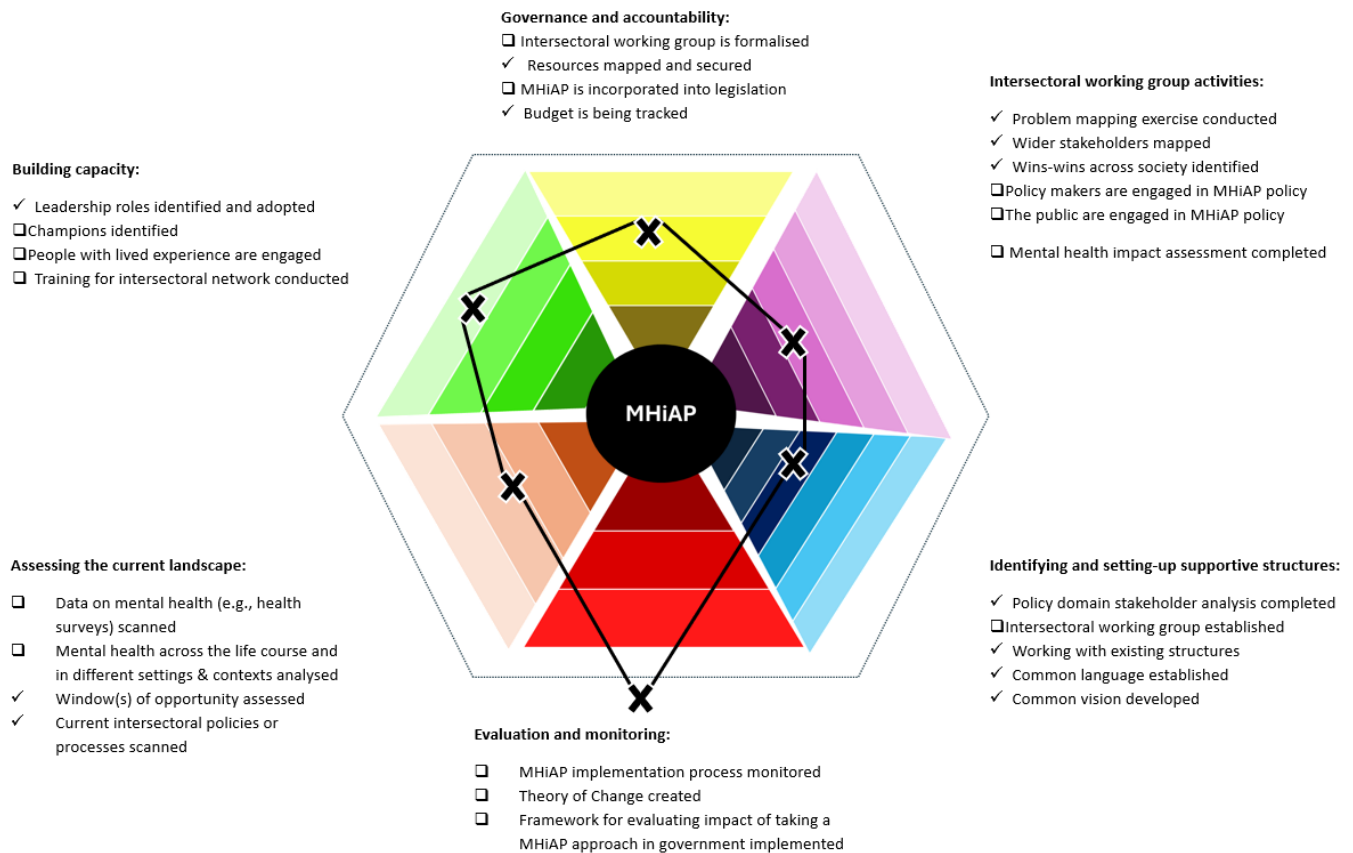 Governance and accountability:
❑ Intersectoral working group is formalised
✓ Resources mapped and secured
❑ MHiAP is incorporated into legislation
✓ Budget is being tracked
Intersectoral working group activities:
✓ Problem mapping exercise conducted
✓ Wider stakeholders mapped
✓ Wins-wins across society identified
❑Policy makers are engaged in MHiAP policy
❑The public are engaged in MHiAP policy
❑ Mental health impact assessment completed
Building capacity:
✓ Leadership roles identified and adopted
❑Champions identified
❑People with lived experience are engaged
❑ Training for intersectoral network conducted
MHiAP
Assessing the current landscape:
❑ Data on mental health (e.g., health
surveys) scanned
❑ Mental health across the life course and
in different settings & contexts analysed
✓ Window(s) of opportunity assessed
✓ Current intersectoral policies or
processes scanned
Identifying and setting-up supportive structures:
✓ Policy domain stakeholder analysis completed
❑Intersectoral working group established
✓ Working with existing structures
✓ Common language established
✓ Common vision developed
Evaluation and monitoring:
❑ MHiAP implementation process monitored
❑ Theory of Change created
❑ Framework for evaluating impact of taking a
MHiAP approach in government implemented